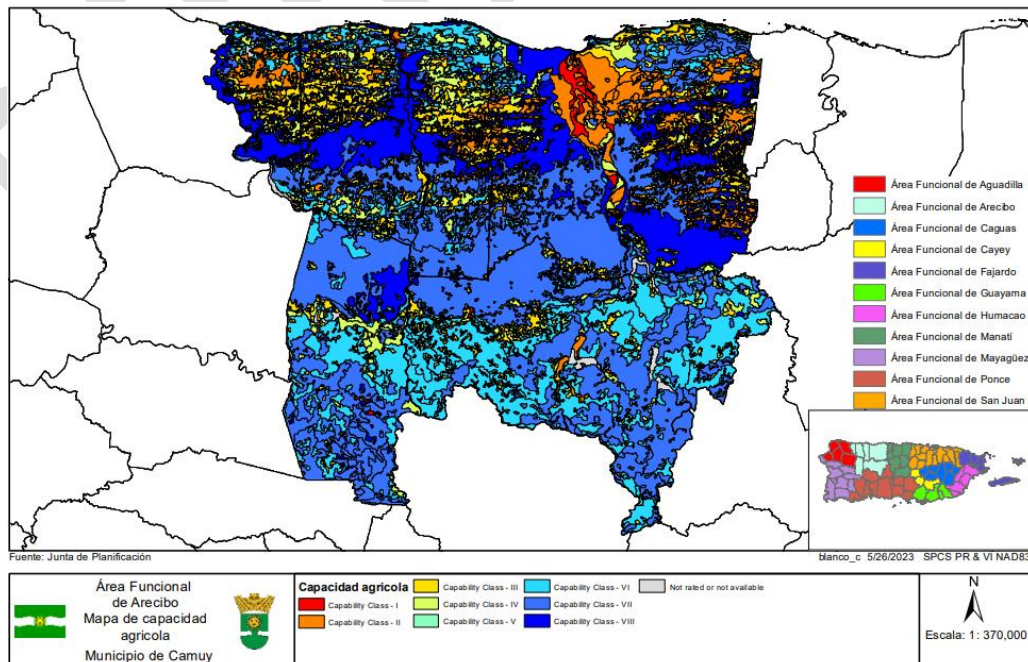 Área Funcional de Aguadilla
Área Funcional de Arecibo
Área Funcional de Caguas
Área Funcional de Cayey
Área Funcional de Fajardo
Área Funcional de Guayama
Área Funcional de Humacao
Área Funcional de Manatí
Área Funcional de Mayagüez
Área Funcional de Ponce
Área Funcional de San Juan
Fuente: Junta de Planificación
blanco_c 5/26/2023 SPCS PR & VI NAD83
Área Funcional
de Arecibo
Mapa de capacidad
agricola
Municipio de Camuy
Capacidad agricola
Capability Class - I
Capability Class - II
Capability Class - III
Capability Class - IV
Capability Class - V
Capability Class - VI
Capability Class - VII
Capability Class - VIII
Not rated or not available
N
Escala: 1: 370,000